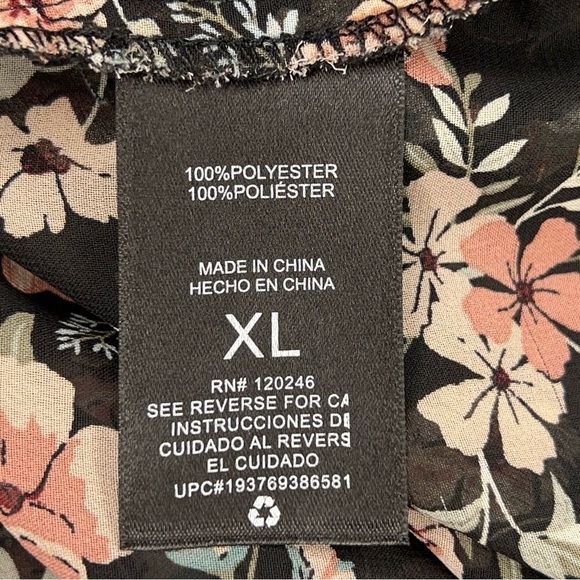 100%POLYESTER
100%POLIÉSTER
MADE IN CHINA
HECHO EN CHINA
XL
RN# 120246
SEE REVERSE FOR CA
INSTRUCCIONES DE
CUIDADO AL REVERS
EL CUIDADO
UPC#193769386581